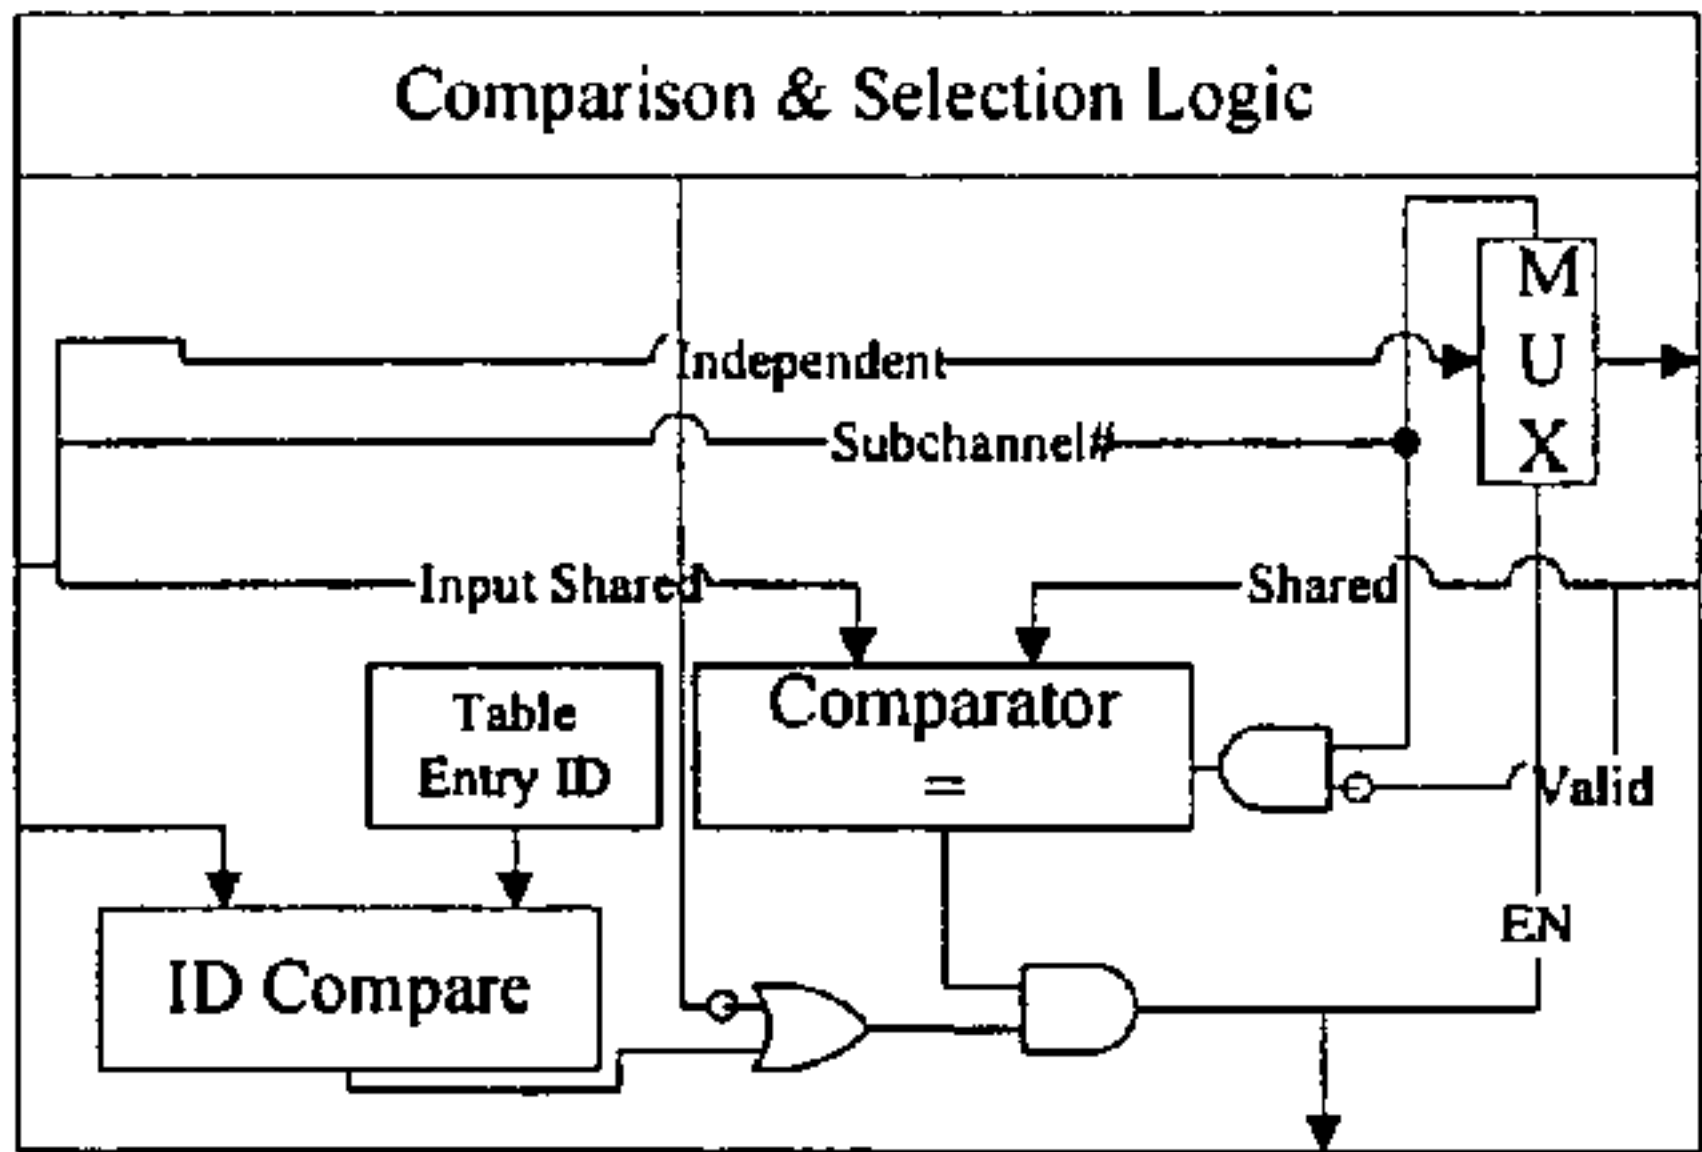 Comparison & Selection Logic
M
U
X
Independent
Subchannel#
Input Shared
Shared
Table
Entry ID
Comparator
=
Valid
EN
ID Compare